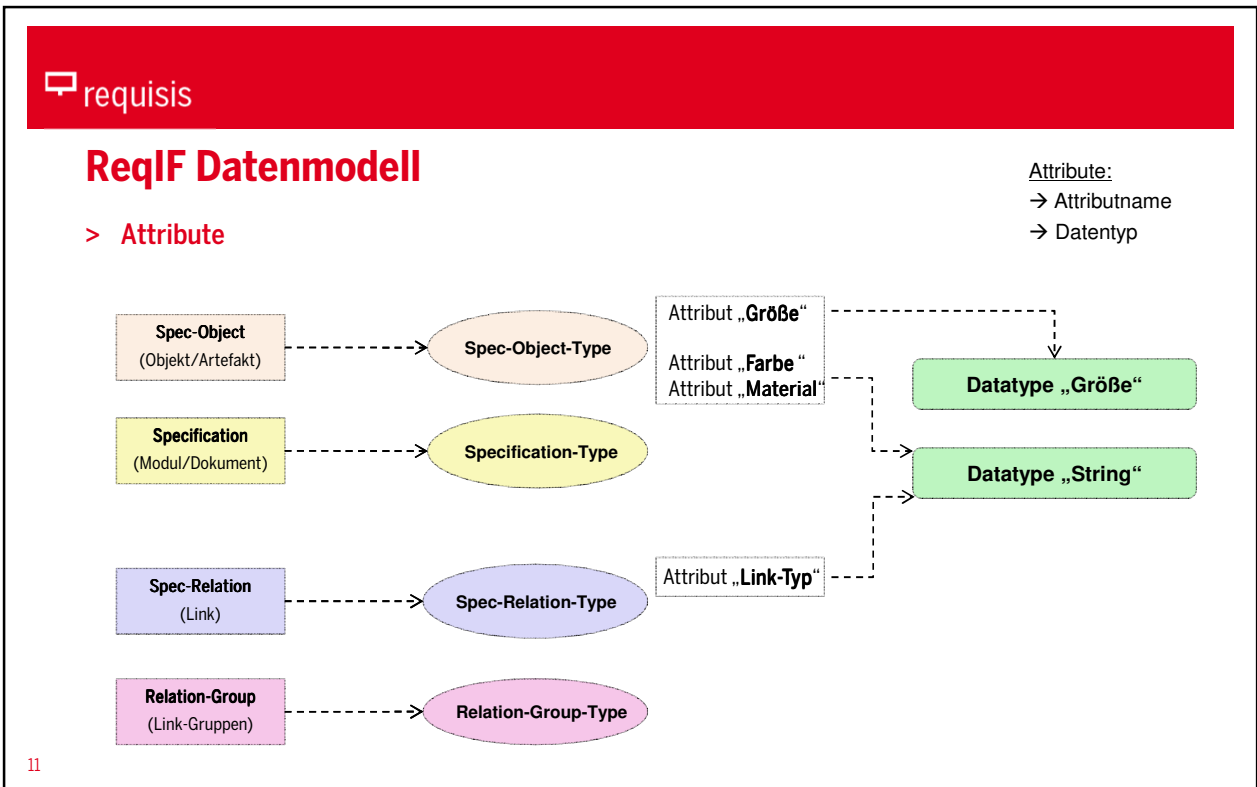 requisis
ReqIF Datenmodell
> Attribute
Attribute:
→ Attributname
→ Datentyp
Spec-Object
(Objekt/Artefakt)
Spec-Object-Type
Attribut „Größe“
Attribut „Farbe “
Attribut „Material“
Datatype „Größe“
Specification
(Modul/Dokument)
Specification-Type
Datatype „String“
Spec-Relation
(Link)
Spec-Relation-Type
Attribut „Link-Typ“
Relation-Group
(Link-Gruppen)
Relation-Group-Type
11